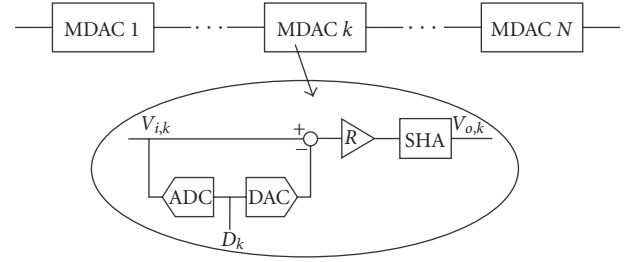 MDAC 1 · · · MDAC k · · · MDAC N
V_{i,k} + R SHA V_{o,k}
−
ADC DAC
D_k